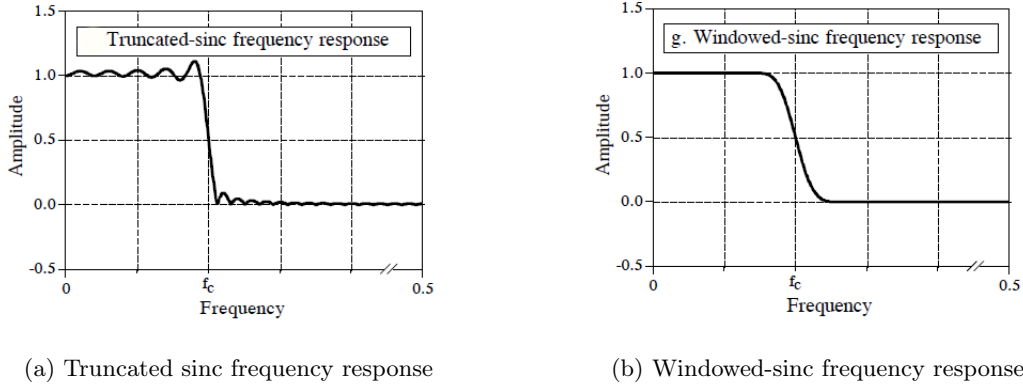 1.5
Truncated-sinc frequency response
1.0
Amplitude
0.5
0.0
-0.5
0
fc
0.5
Frequency
(a) Truncated sinc frequency response
1.5
g. Windowed-sinc frequency response
1.0
Amplitude
0.5
0.0
-0.5
0
fc
0.5
Frequency
(b) Windowed-sinc frequency response